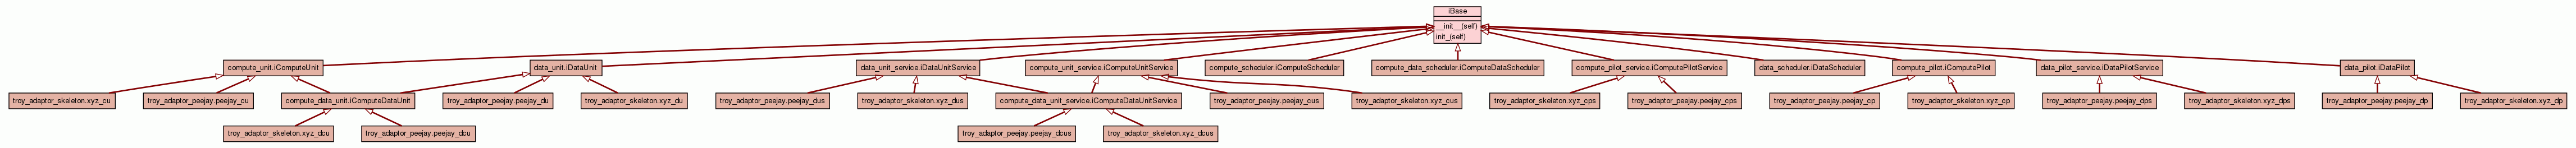 iBase
__init__(self)
init_(self)
compute_unit.iComputeUnit
data_unit.iDataUnit
data_unit_service.iDataUnitService
compute_unit_service.iComputeUnitService
compute_scheduler.iComputeScheduler
compute_data_scheduler.iComputeDataScheduler
compute_pilot_service.iComputePilotService
data_scheduler.iDataScheduler
compute_pilot.iComputePilot
data_pilot_service.iDataPilotService
data_pilot.iDataPilot
troy_adaptor_skeleton.xyz_cu
troy_adaptor_peejay.peejay_cu
compute_data_unit.iComputeDataUnit
troy_adaptor_peejay.peejay_du
troy_adaptor_skeleton.xyz_du
troy_adaptor_peejay.peejay_dus
troy_adaptor_skeleton.xyz_dus
compute_data_unit_service.iComputeDataUnitService
troy_adaptor_peejay.peejay_cus
troy_adaptor_skeleton.xyz_cus
troy_adaptor_skeleton.xyz_cps
troy_adaptor_peejay.peejay_cps
troy_adaptor_peejay.peejay_cp
troy_adaptor_skeleton.xyz_cp
troy_adaptor_peejay.peejay_dps
troy_adaptor_skeleton.xyz_dps
troy_adaptor_peejay.peejay_dp
troy_adaptor_skeleton.xyz_dp
troy_adaptor_skeleton.xyz_dcu
troy_adaptor_peejay.peejay_dcu
troy_adaptor_peejay.peejay_dcus
troy_adaptor_skeleton.xyz_dcus